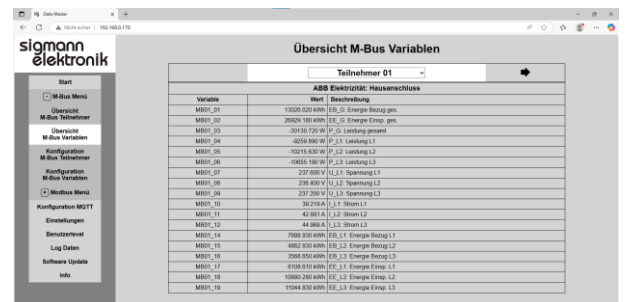 Dato-Master
Nicht sicher | 192.168.0.170
sigmann
elektronik
Start
- M-Bus Menü
Übersicht
M-Bus Teilnehmer
Übersicht
M-Bus Variablen
Konfiguration
M-Bus Teilnehmer
Konfiguration
M-Bus Variablen
+ Modbus Menü
Konfiguration MQTT
Einstellungen
Benutzerlevel
Log Daten
Software Update
Info
Übersicht M-Bus Variablen
Teilnehmer 01
ABB Elektrizität: Hausanschluss
Variable Wert Beschreibung
MB01_01 13026.020 kWh EB_G: Energie Bezug ges.
MB01_02 26929.180 kWh EE_G: Energie Einsp. ges.
MB01_03 -30130.720 W P_G: Leistung gesamt
MB01_04 -9259.890 W P_L1: Leistung L1
MB01_05 -10215.630 W P_L2: Leistung L2
MB01_06 -10655.190 W P_L3: Leistung L3
MB01_07 237.600 V U_L1: Spannung L1
MB01_08 238.400 V U_L2: Spannung L2
MB01_09 237.200 V U_L3: Spannung L3
MB01_10 39.219 A I_L1: Strom L1
MB01_11 42.881 A I_L2: Strom L2
MB01_12 44.969 A I_L3: Strom L3
MB01_14 7698.930 kWh EB_L1: Energie Bezug L1
MB01_15 4862.930 kWh EB_L2: Energie Bezug L2
MB01_16 3568.650 kWh EB_L3: Energie Bezug L3
MB01_17 8108.610 kWh EE_L1: Energie Einsp. L1
MB01_18 10880.260 kWh EE_L2: Energie Einsp. L2
MB01_19 11044.830 kWh EE_L3: Energie Einsp. L3